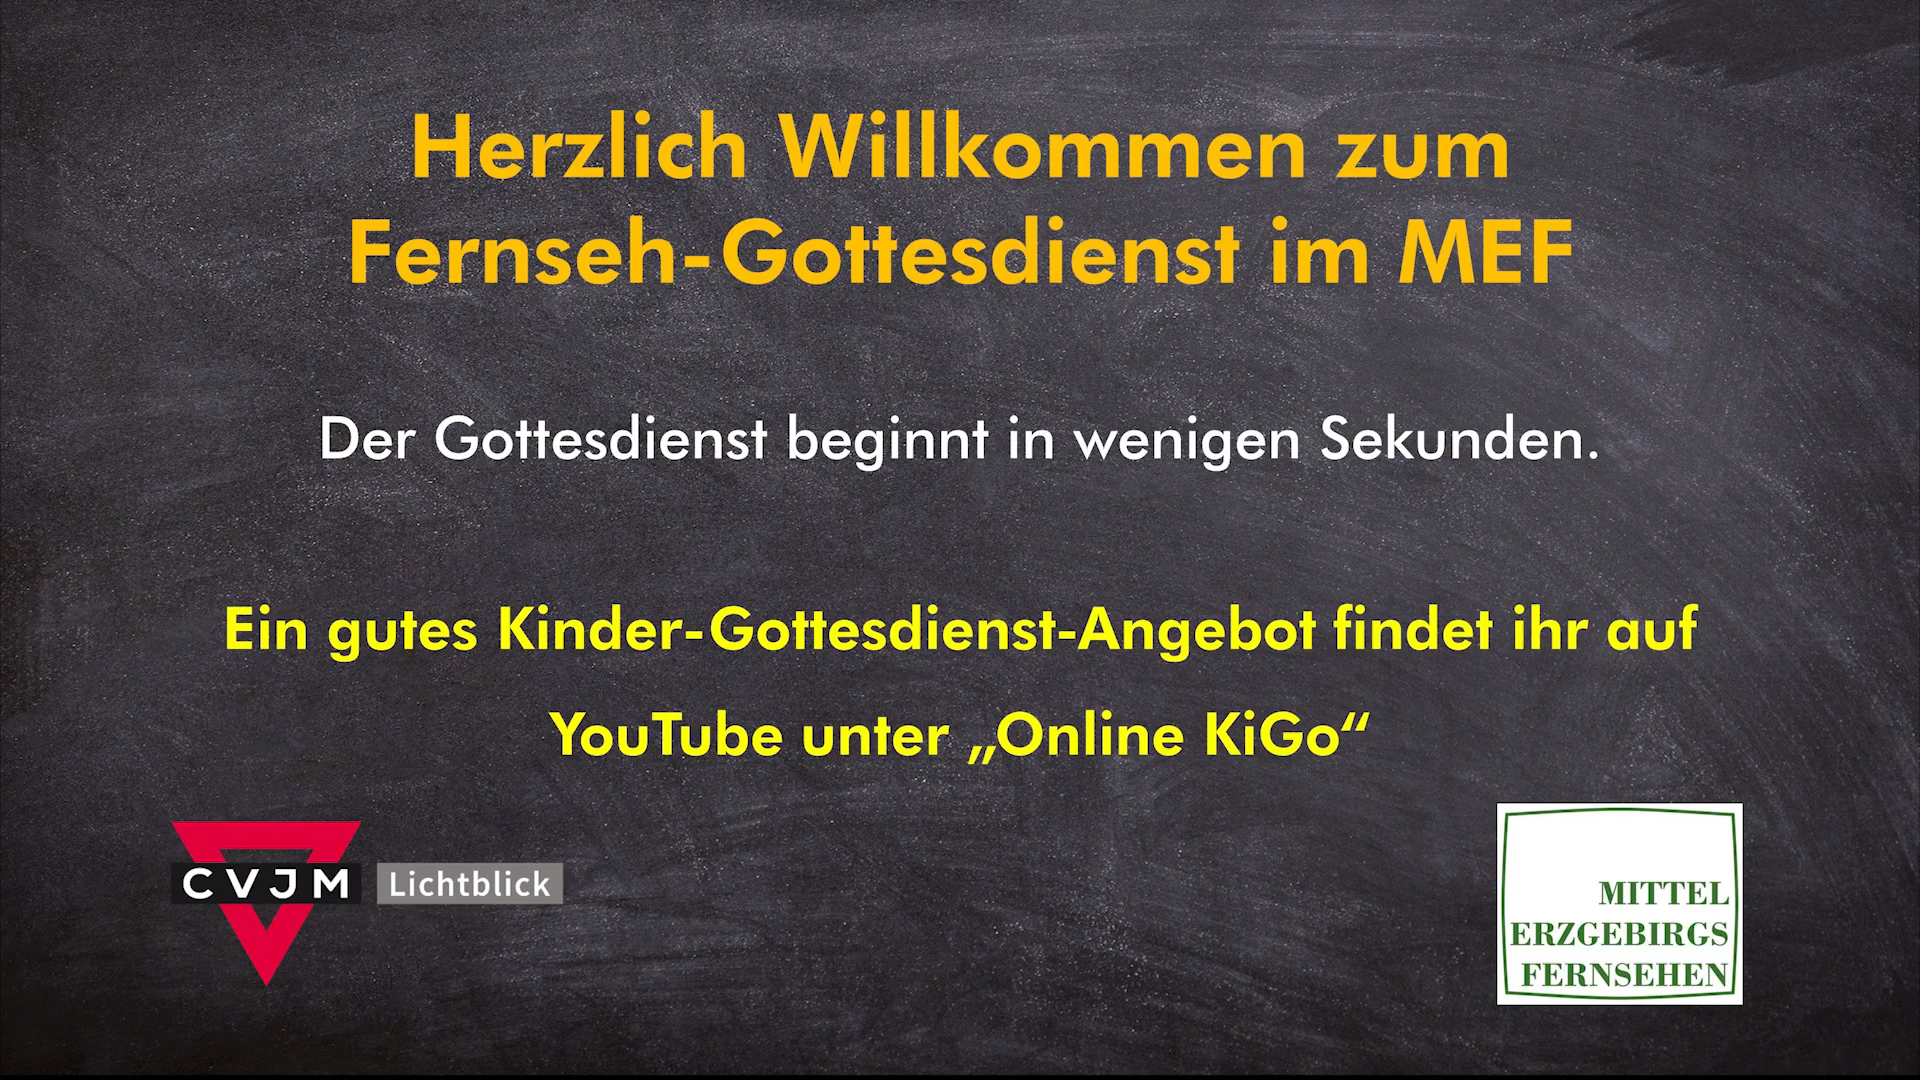 Herzlich Willkommen zum
Fernseh-Gottesdienst im MEF
Der Gottesdienst beginnt in wenigen Sekunden.
Ein gutes Kinder-Gottesdienst-Angebot findet ihr auf
YouTube unter „Online KiGo“
CVJM Lichtblick
MITTEL
ERZGEBIRGS
FERNSEHEN